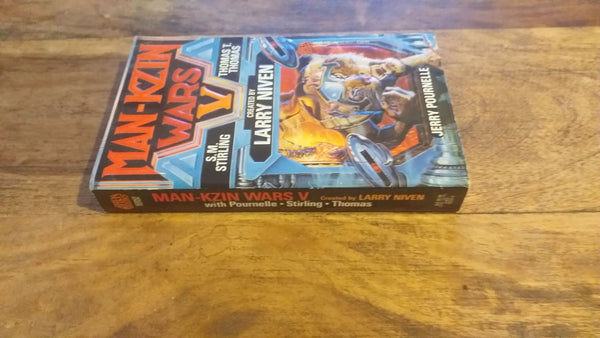 MAN-KZIN
WARS
V
S.M.
STIRLING
THOMAS T.
THOMAS
CREATED BY
LARRY NIVEN
JERRY POURNELLE
MAN-KZIN WARS V Created by LARRY NIVEN
with Pournelle • Stirling • Thomas